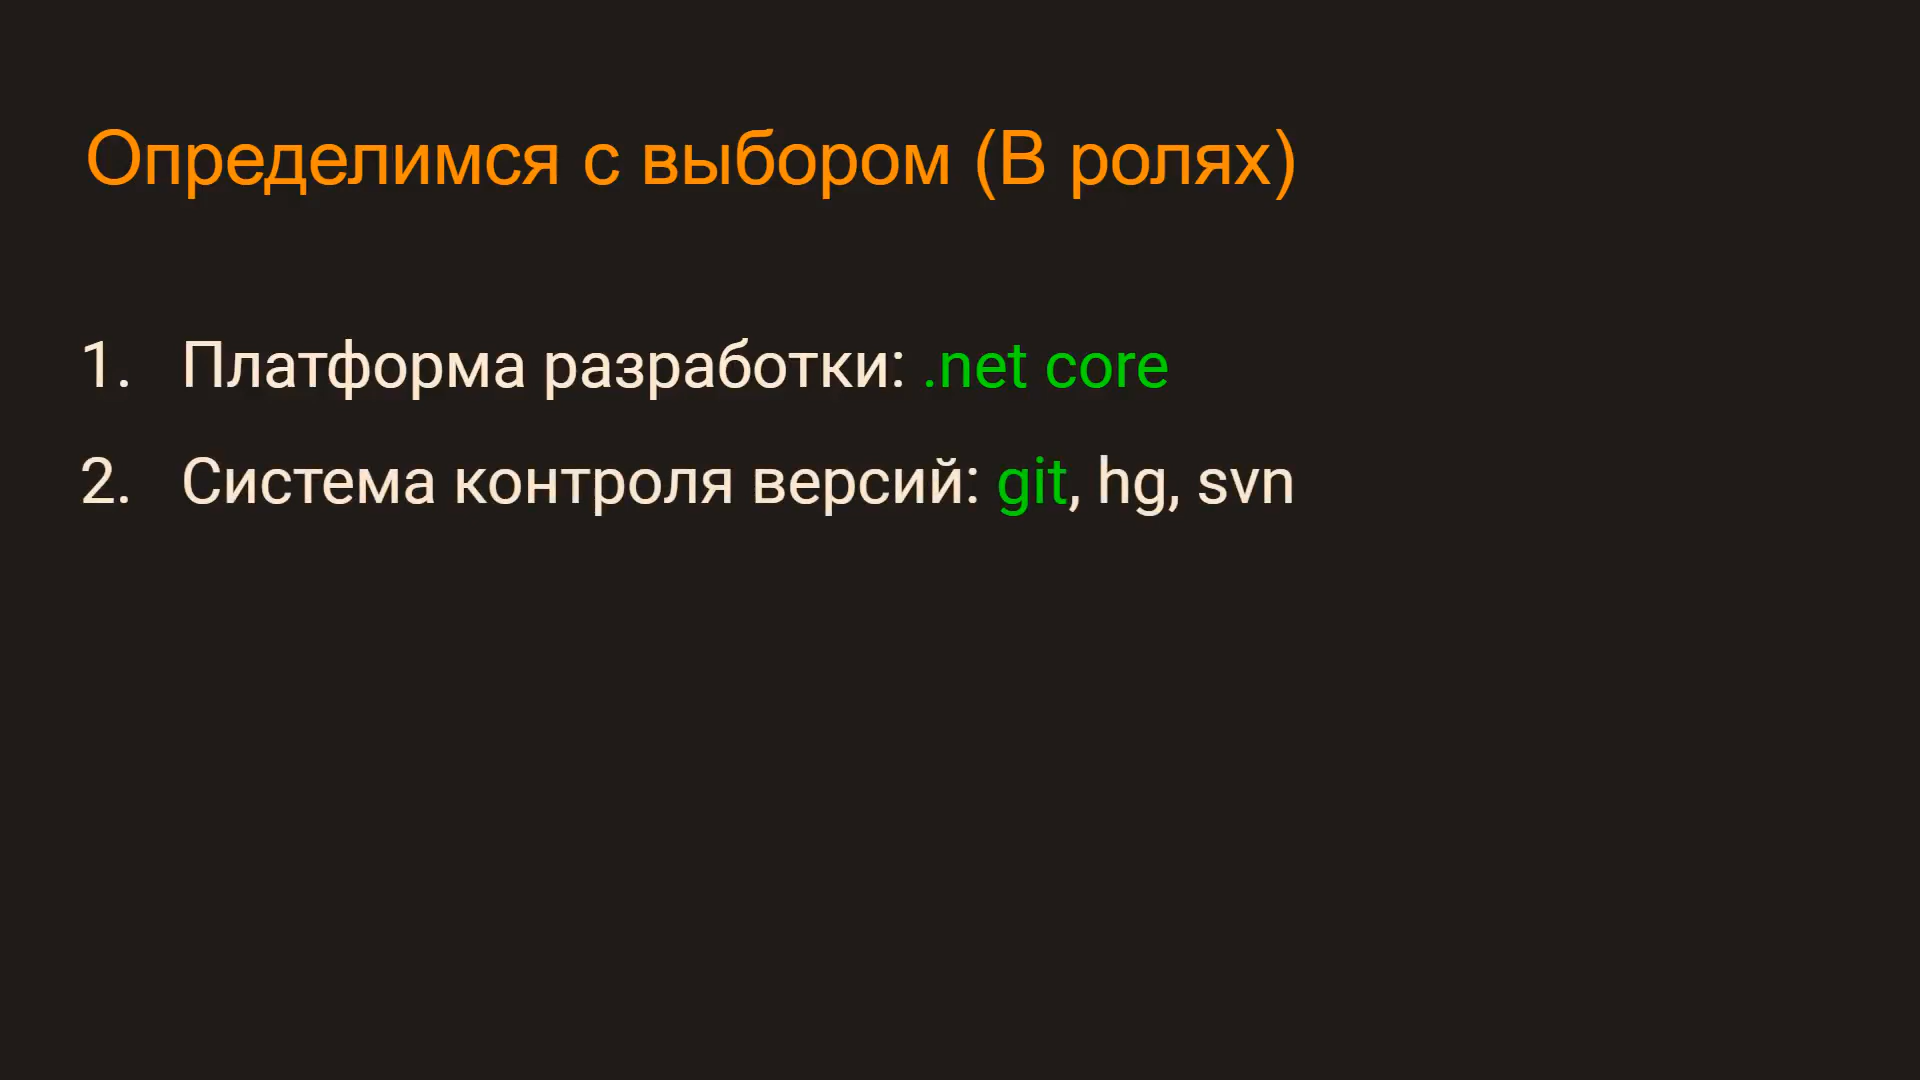 Определимся с выбором (В ролях)
1. Платформа разработки: .net core
2. Система контроля версий: git, hg, svn